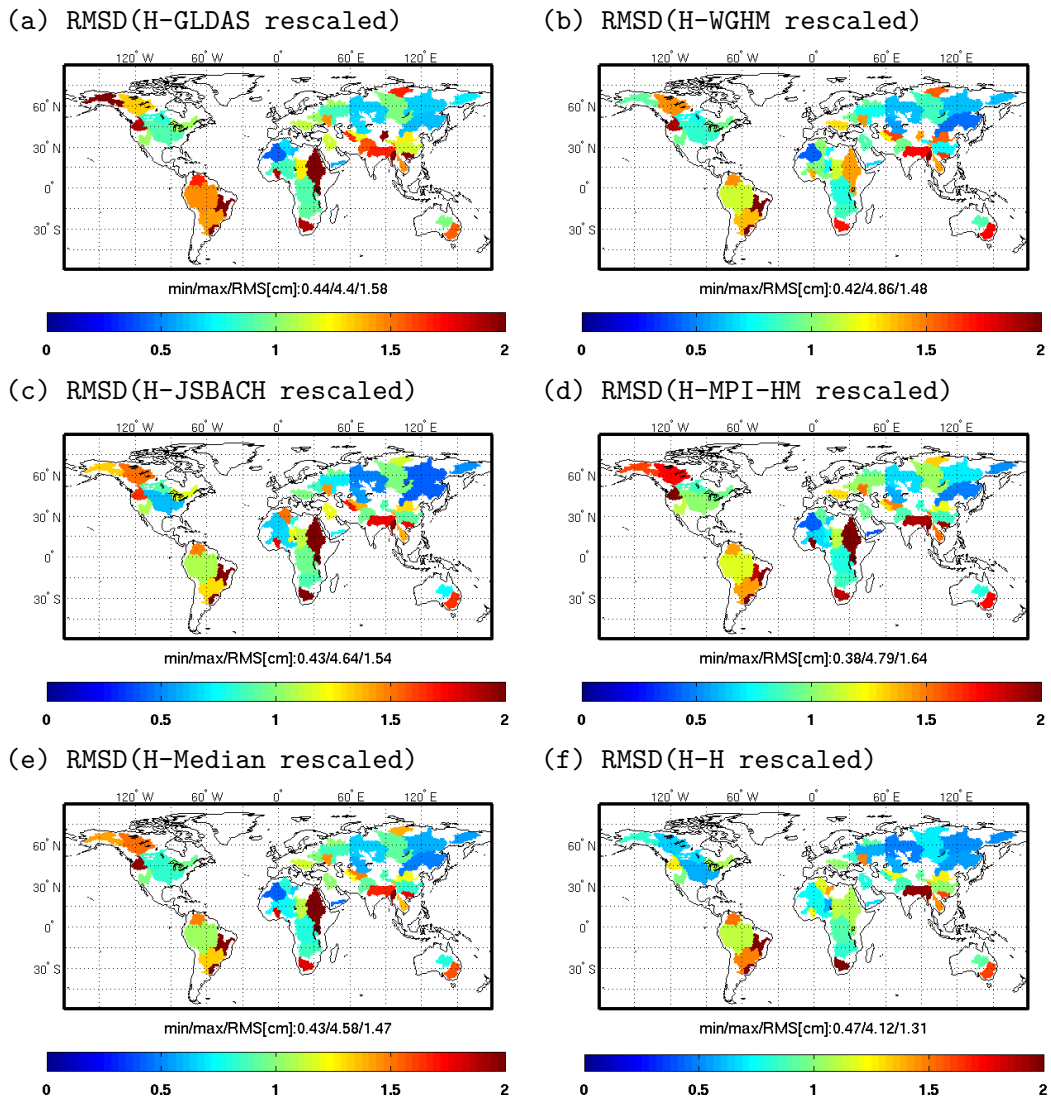 (a) RMSD(H-GLDAS rescaled)
120° W 60° W 0° 60° E 120° E
60° N
30° N
0°
30° S
min/max/RMS[cm]:0.44/4.4/1.58
0 0.5 1 1.5 2
(b) RMSD(H-WGHM rescaled)
120° W 60° W 0° 60° E 120° E
60° N
30° N
0°
30° S
min/max/RMS[cm]:0.42/4.86/1.48
0 0.5 1 1.5 2
(c) RMSD(H-JSBACH rescaled)
120° W 60° W 0° 60° E 120° E
60° N
30° N
0°
30° S
min/max/RMS[cm]:0.43/4.64/1.54
0 0.5 1 1.5 2
(d) RMSD(H-MPI-HM rescaled)
120° W 60° W 0° 60° E 120° E
60° N
30° N
0°
30° S
min/max/RMS[cm]:0.38/4.79/1.64
0 0.5 1 1.5 2
(e) RMSD(H-Median rescaled)
120° W 60° W 0° 60° E 120° E
60° N
30° N
0°
30° S
min/max/RMS[cm]:0.43/4.58/1.47
0 0.5 1 1.5 2
(f) RMSD(H-H rescaled)
120° W 60° W 0° 60° E 120° E
60° N
30° N
0°
30° S
min/max/RMS[cm]:0.47/4.12/1.31
0 0.5 1 1.5 2